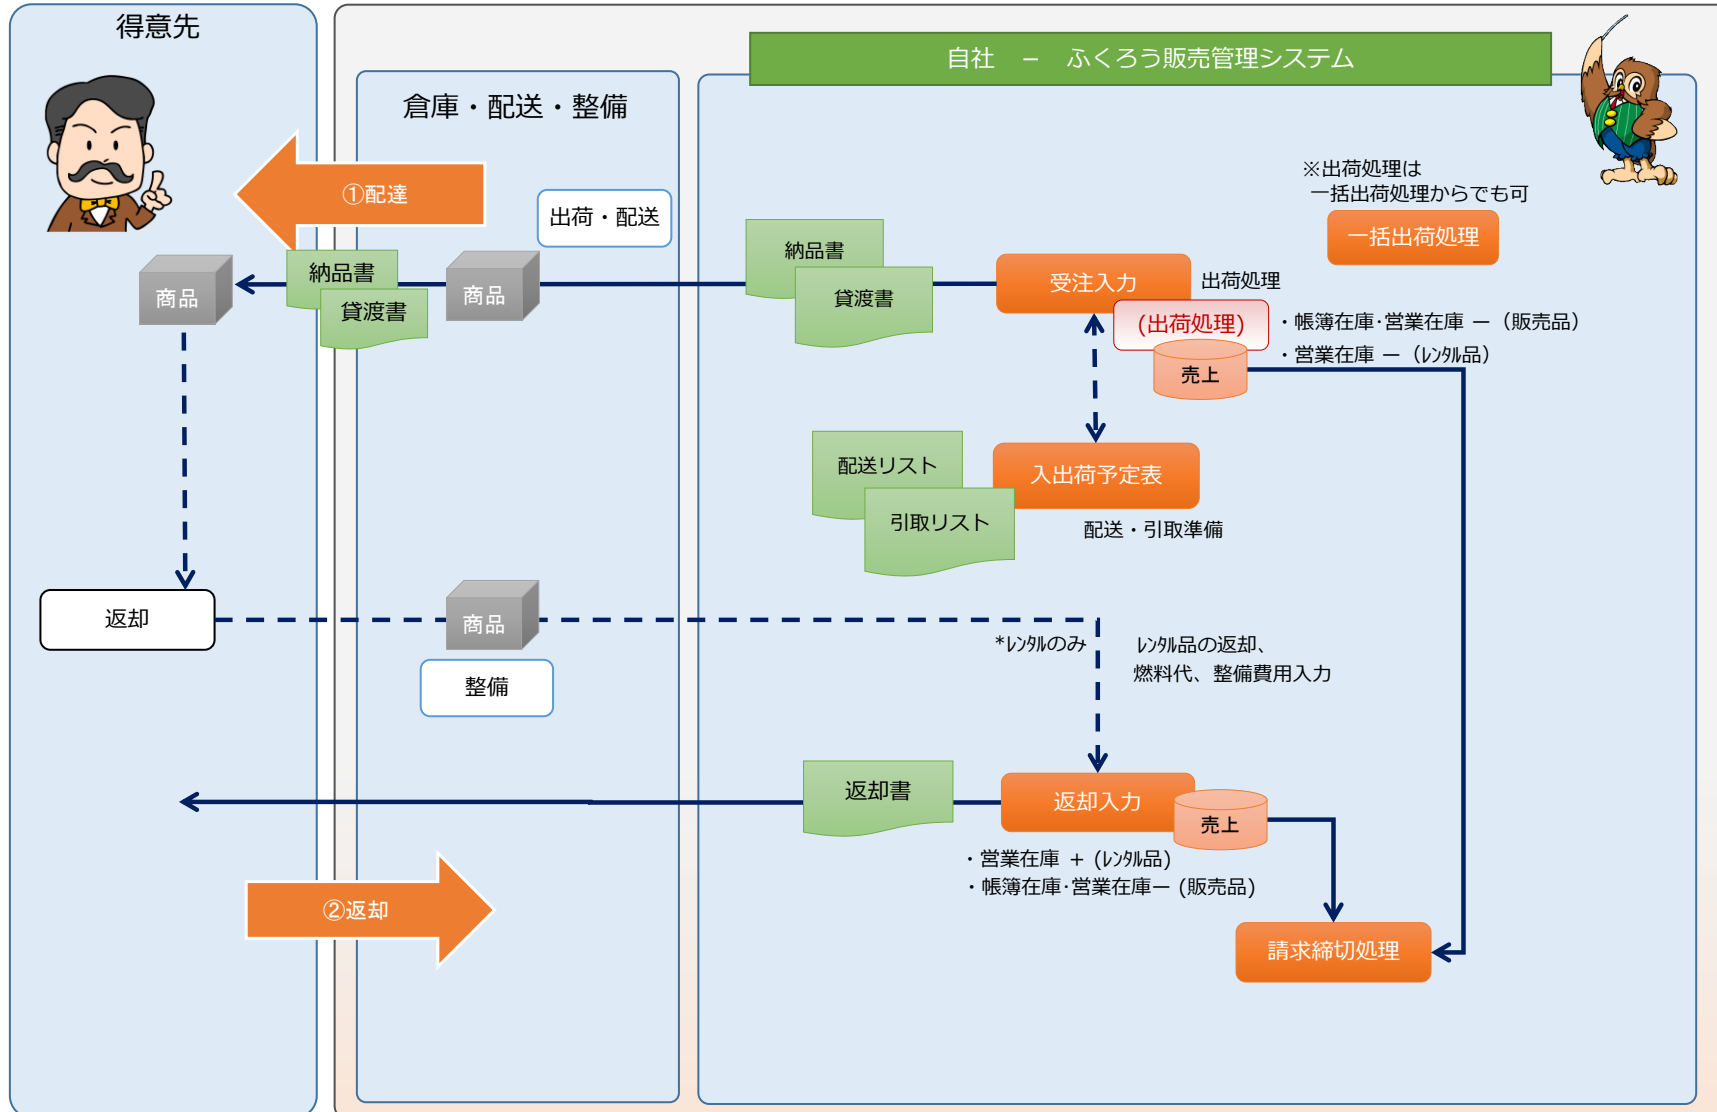 得意先
自社 － ふくろう販売管理システム
倉庫・配送・整備
①配達
出荷・配送
※出荷処理は
一括出荷処理からでも可
一括出荷処理
納品書
貸渡書
商品
納品書
貸渡書
商品
受注入力
出荷処理
(出荷処理)
・帳簿在庫･営業在庫 ー（販売品）
・営業在庫 ー（ﾚﾝﾀﾙ品）
売上
配送リスト
引取リスト
入出荷予定表
配送・引取準備
返却
商品
整備
*ﾚﾝﾀﾙのみ
ﾚﾝﾀﾙ品の返却、
燃料代、整備費用入力
返却書
返却入力
売上
・営業在庫 + (ﾚﾝﾀﾙ品)
・帳簿在庫･営業在庫ー (販売品)
②返却
請求締切処理